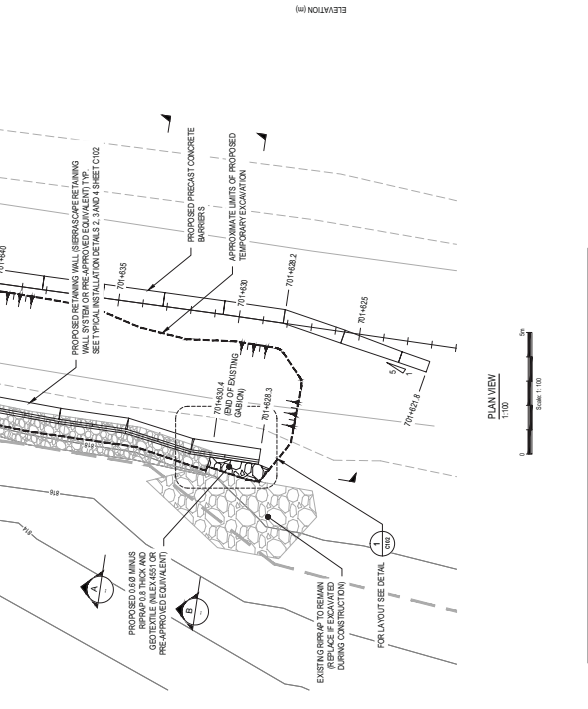 ELEVATION (m)
701+640
PROPOSED RETAINING WALL (SIERRASCAPE RETAINING
WALL SYSTEM OR PRE-APPROVED EQUIVALENT) TYP.
SEE TYPICAL INSTALLATION DETAILS 2, 3 AND 4 SHEET C102
701+635
PROPOSED PRECAST CONCRETE
BARRIERS
APPROXIMATE LIMITS OF PROPOSED
TEMPORARY EXCAVATION
701+630
701+628.2
701+625
5
1
701+621.8
701+630.4
(END OF EXISTING
GABION)
701+628.3
818
816
814
A
-
B
-
PROPOSED 0.6Ø MINUS
RIPRAP 0.8 THICK AND
GEOTEXTILE (NILEX 4551 OR
PRE-APPROVED EQUIVALENT)
EXISTING RIPRAP TO REMAIN
(REPLACE IF EXCAVATED
DURING CONSTRUCTION)
1
C102
FOR LAYOUT SEE DETAIL
PLAN VIEW
1:100
0
5m
Scale: 1:100